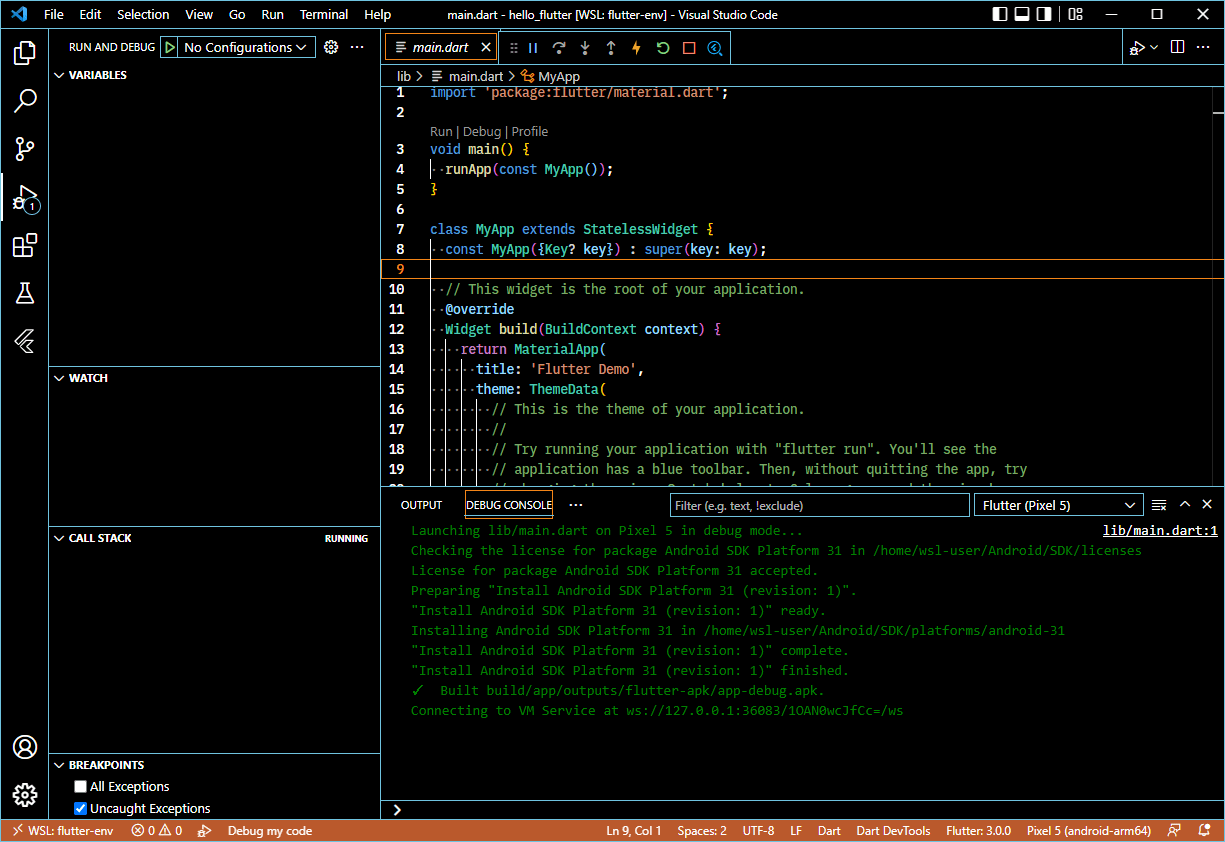 File Edit Selection View Go Run Terminal Help main.dart - hello_flutter [WSL: flutter-env] - Visual Studio Code
RUN AND DEBUG No Configurations
VARIABLES
WATCH
CALL STACK RUNNING
BREAKPOINTS
All Exceptions
Uncaught Exceptions
1
main.dart
lib > main.dart > MyApp
1 import 'package:flutter/material.dart';
2
Run | Debug | Profile
3 void main() {
4 runApp(const MyApp());
5 }
6
7 class MyApp extends StatelessWidget {
8 const MyApp({Key? key}) : super(key: key);
9
10 // This widget is the root of your application.
11 @override
12 Widget build(BuildContext context) {
13 return MaterialApp(
14 title: 'Flutter Demo',
15 theme: ThemeData(
16 // This is the theme of your application.
17 //
18 // Try running your application with "flutter run". You'll see the
19 // application has a blue toolbar. Then, without quitting the app, try
OUTPUT DEBUG CONSOLE Filter (e.g. text, !exclude) Flutter (Pixel 5)
Launching lib/main.dart on Pixel 5 in debug mode... lib/main.dart:1
Checking the license for package Android SDK Platform 31 in /home/wsl-user/Android/SDK/licenses
License for package Android SDK Platform 31 accepted.
Preparing "Install Android SDK Platform 31 (revision: 1)".
"Install Android SDK Platform 31 (revision: 1)" ready.
Installing Android SDK Platform 31 in /home/wsl-user/Android/SDK/platforms/android-31
"Install Android SDK Platform 31 (revision: 1)" complete.
"Install Android SDK Platform 31 (revision: 1)" finished.
✓ Built build/app/outputs/flutter-apk/app-debug.apk.
Connecting to VM Service at ws://127.0.0.1:36083/1OAN0wcJfCc=/ws
WSL: flutter-env 0 0 Debug my code Ln 9, Col 1 Spaces: 2 UTF-8 LF Dart Dart DevTools Flutter: 3.0.0 Pixel 5 (android-arm64)